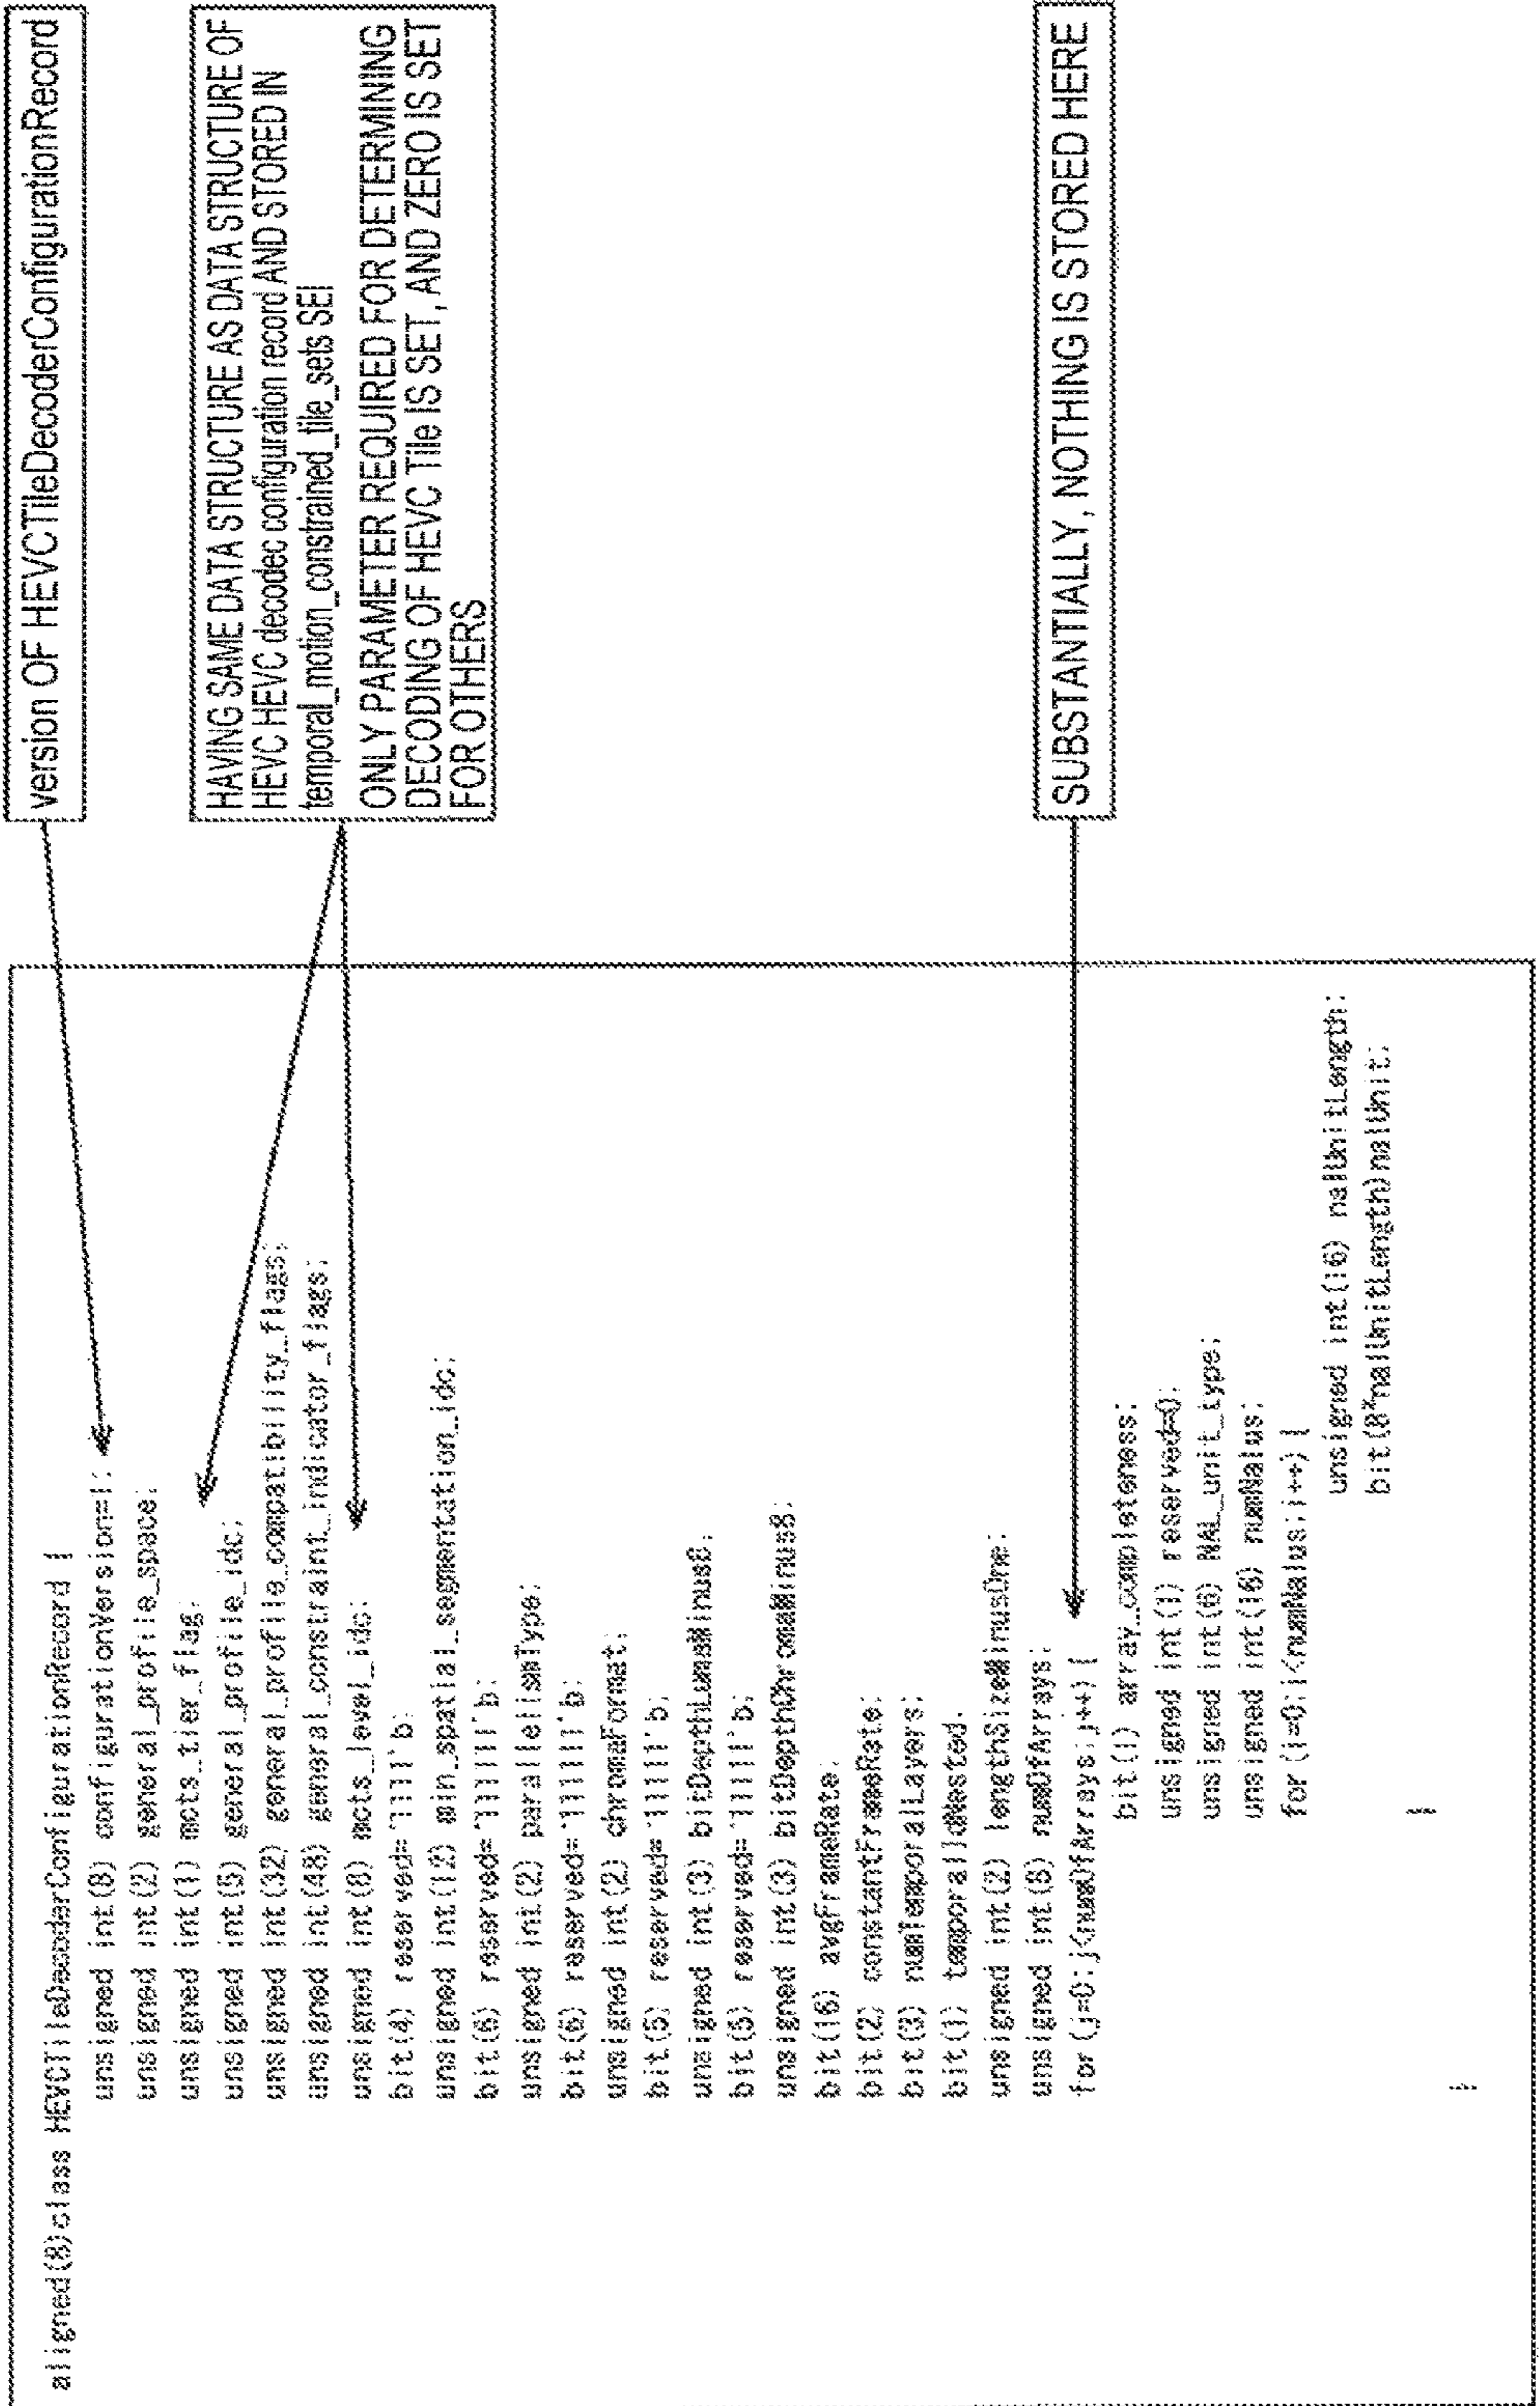 aligned(8)class HEVCTileDecoderConfigurationRecord {
unsigned int(8) configurationVersion=1;
unsigned int(2) general_profile_space;
unsigned int(1) mcts_tier_flag;
unsigned int(5) general_profile_idc;
unsigned int(32) general_profile_compatibility_flags;
unsigned int(48) general_constraint_indicator_flags;
unsigned int(8) mcts_level_idc;
bit(4) reserved='1111'b;
unsigned int(12) min_spatial_segmentation_idc;
bit(6) reserved='111111'b;
unsigned int(2) parallelismType;
bit(6) reserved='111111'b;
unsigned int(2) chromaFormat;
bit(5) reserved='11111'b;
unsigned int(3) bitDepthLumaMinus8;
bit(5) reserved='11111'b;
unsigned int(3) bitDepthChromaMinus8;
bit(16) avgFrameRate;
bit(2) constantFrameRate;
bit(3) numTemporalLayers;
bit(1) temporalIdNested.
unsigned int(2) lengthSizeMinusOne;
unsigned int(8) numOfArrays;
for(j=0;j<numOfArrays;j++){
bit(1) array_completeness;
unsigned int(1) reserved=0;
unsigned int(6) NAL_unit_type;
unsigned int(16) numNalus;
for(i=0;i<numNalus;i++){
unsigned int(16) nalUnitLength;
bit(8*nalUnitLength)nalUnit;
}
}
version OF HEVCTileDecoderConfigurationRecord
HAVING SAME DATA STRUCTURE AS DATA STRUCTURE OF
HEVC HEVC decodec configuration record AND STORED IN
temporal_motion_constrained_tile_sets SEI
ONLY PARAMETER REQUIRED FOR DETERMINING
DECODING OF HEVC Tile IS SET, AND ZERO IS SET
FOR OTHERS
SUBSTANTIALLY, NOTHING IS STORED HERE